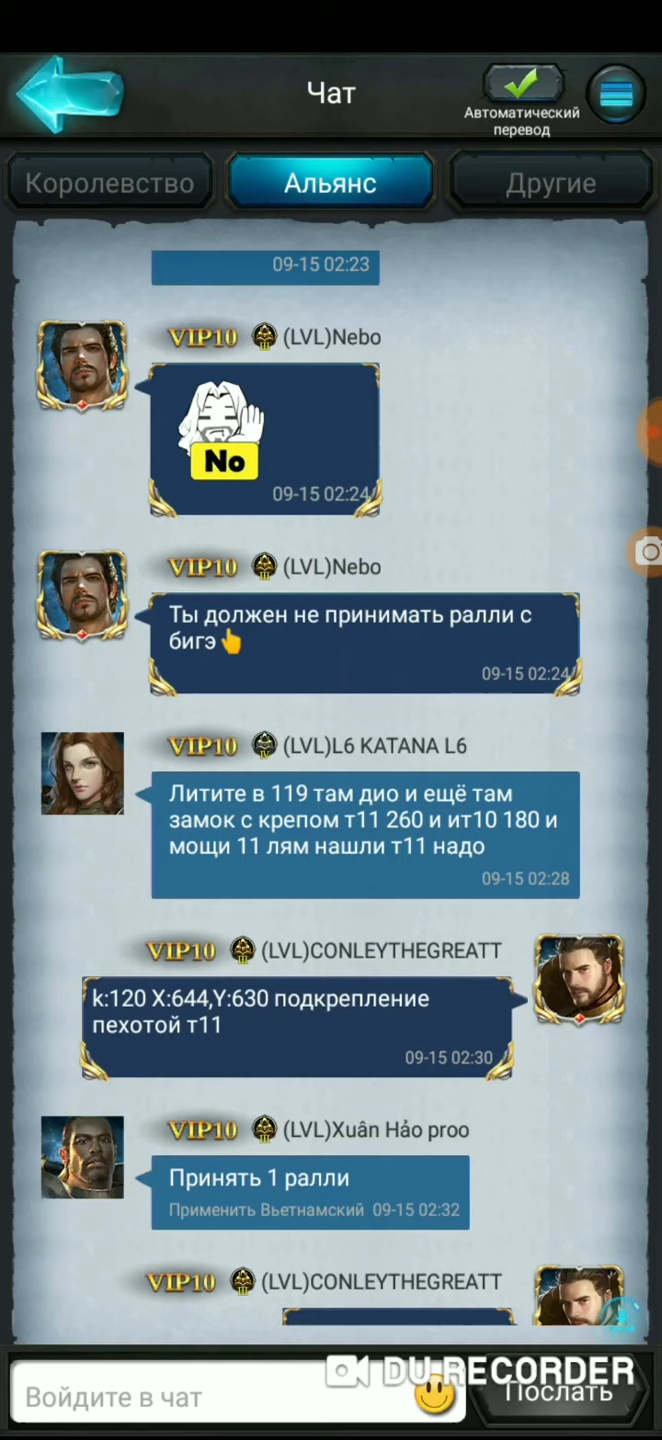 Чат
Автоматический
перевод
Королевство
Альянс
Другие
09-15 02:23
VIP10 (LVL)Nebo
No
09-15 02:24
VIP10 (LVL)Nebo
Ты должен не принимать ралли с
бигэ👆
09-15 02:24
VIP10 (LVL)L6 KATANA L6
Литите в 119 там дио и ещё там
замок с крепом т11 260 и ит10 180 и
мощи 11 лям нашли т11 надо
09-15 02:28
VIP10 (LVL)CONLEYTHEGREATT
k:120 X:644,Y:630 подкрепление
пехотой т11
09-15 02:30
VIP10 (LVL)Xuân Hảo proo
Принять 1 ралли
Применить Вьетнамский 09-15 02:32
VIP10 (LVL)CONLEYTHEGREATT
DU RECORDER
Войдите в чат
Послать